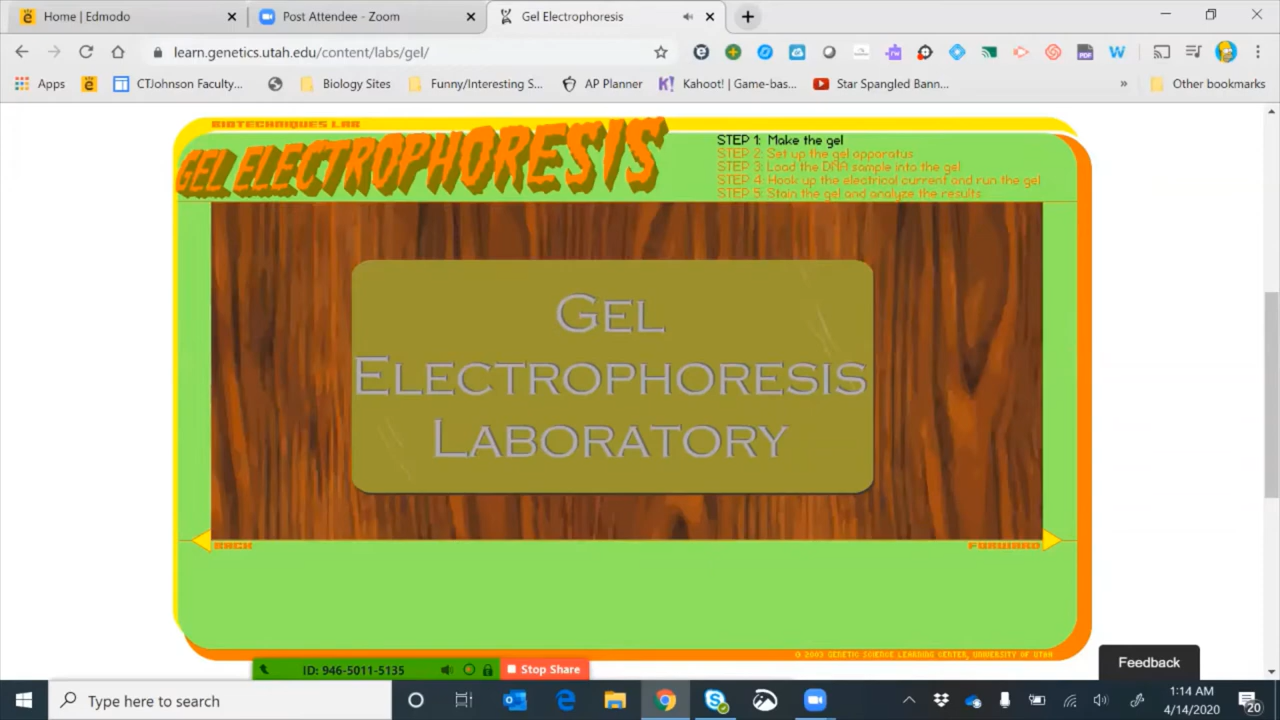 Home | Edmodo
Post Attendee - Zoom
Gel Electrophoresis
learn.genetics.utah.edu/content/labs/gel/
Apps
CTJohnson Faculty...
Biology Sites
Funny/Interesting S...
AP Planner
Kahoot! | Game-bas...
Star Spangled Bann...
»
Other bookmarks
BIOTECHNIQUES LAB
GEL ELECTROPHORESIS
STEP 1: Make the gel
STEP 2: Set up the gel apparatus
STEP 3: Load the DNA sample into the gel
STEP 4: Hook up the electrical current and run the gel
STEP 5: Stain the gel and analyze the results
GEL
ELECTROPHORESIS
LABORATORY
BACK
FORWARD
© 2003 GENETIC SCIENCE LEARNING CENTER, UNIVERSITY OF UTAH
ID: 946-5011-5135
Stop Share
Feedback
Type here to search
1:14 AM
4/14/2020
20